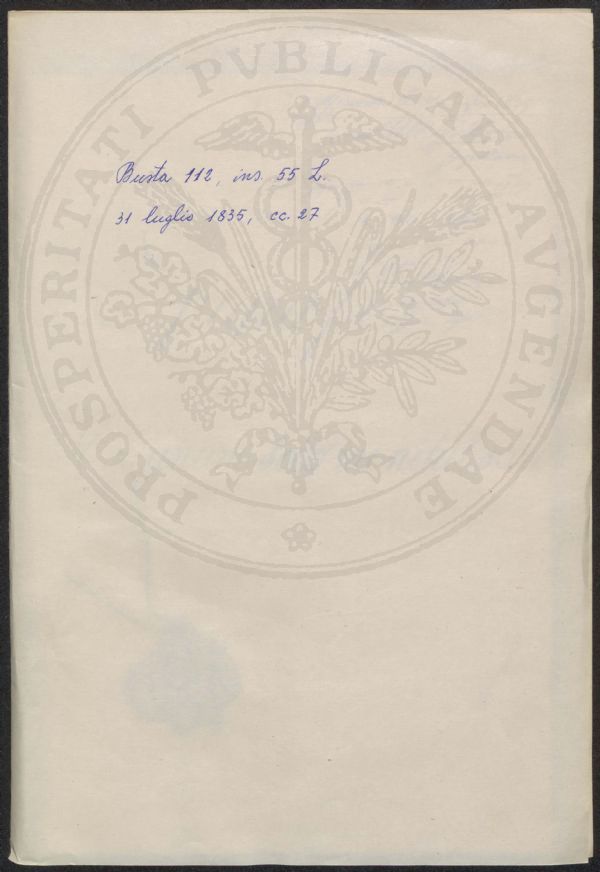 PROSPERITATI PVBLICAE AVGENDAE
Busta 112, ins. 55 L.
31 luglio 1835, cc. 27